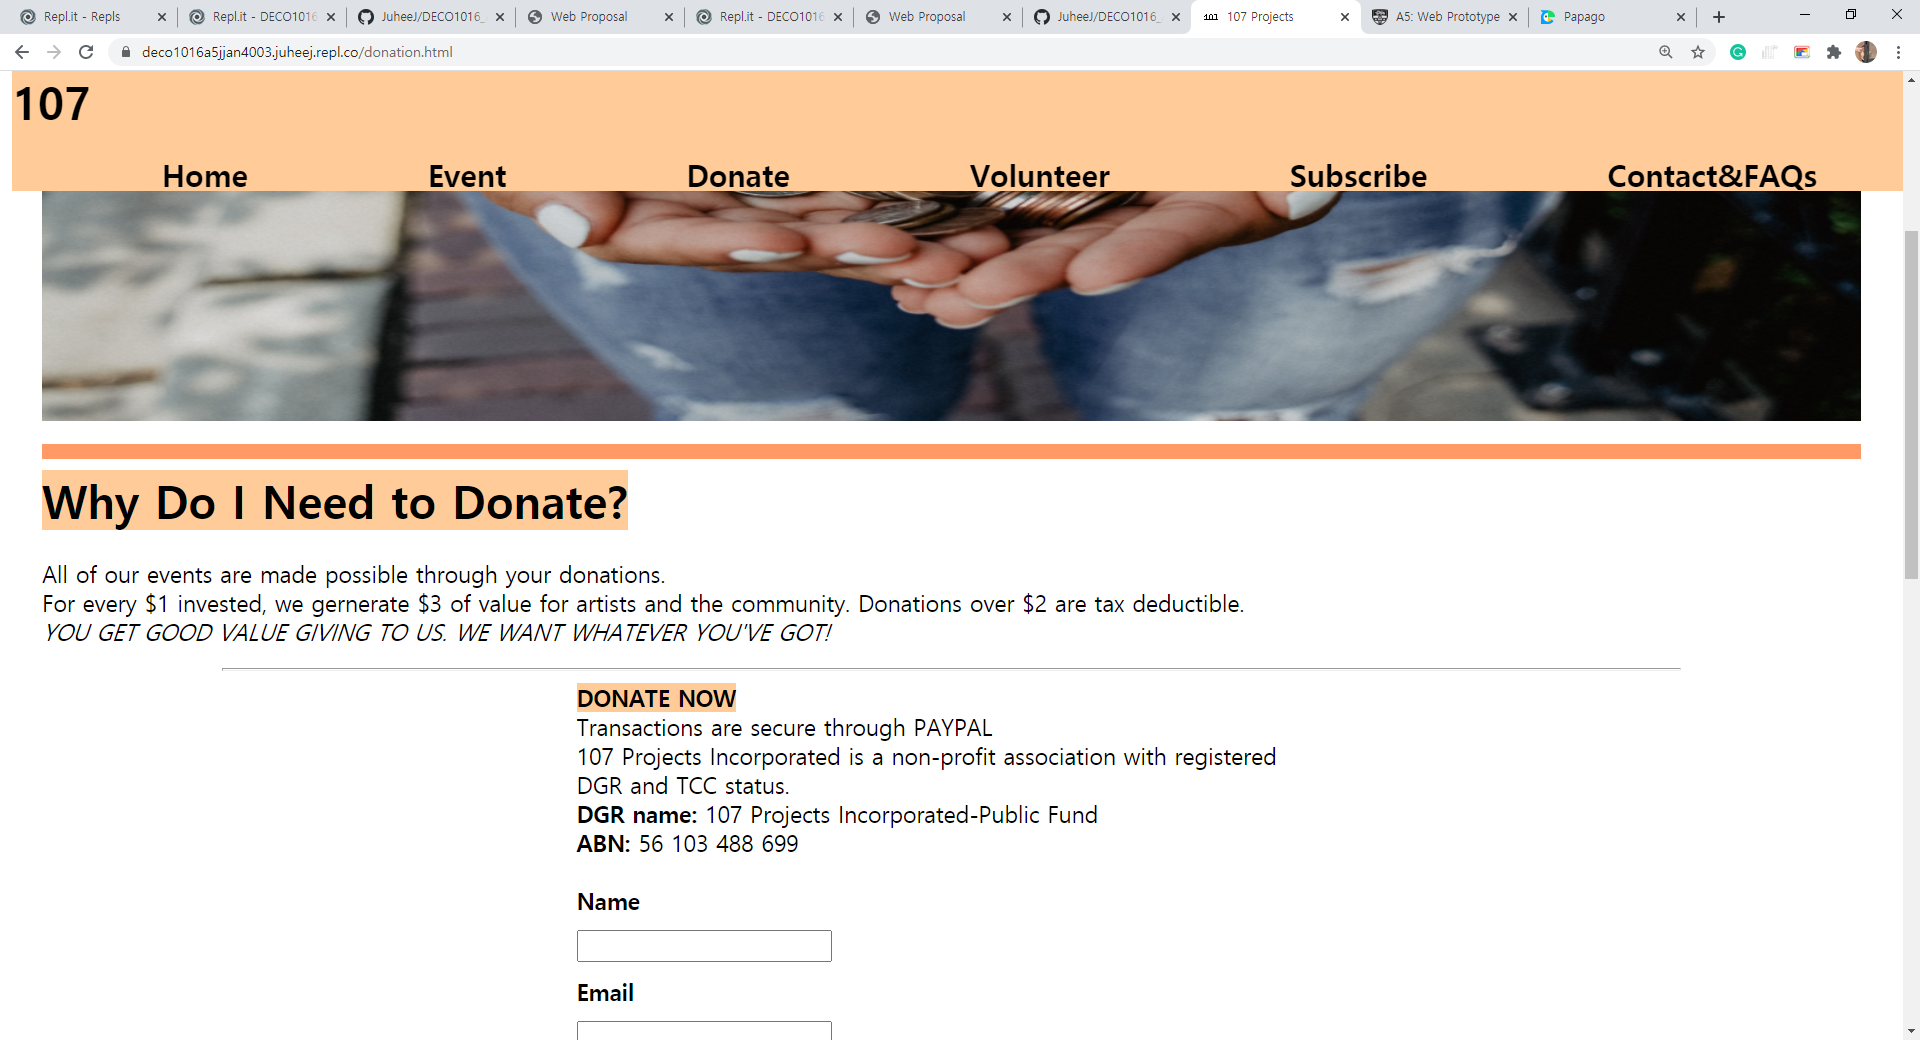 Repl.it - Repls
Repl.it - DECO1016
JuheeJ/DECO1016_
Web Proposal
Repl.it - DECO1016
Web Proposal
JuheeJ/DECO1016_
107 Projects
A5: Web Prototype
Papago
deco1016a5jjan4003.juheej.repl.co/donation.html
107
Home Event Donate Volunteer Subscribe Contact&FAQs
Why Do I Need to Donate?
All of our events are made possible through your donations.
For every $1 invested, we gernerate $3 of value for artists and the community. Donations over $2 are tax deductible.
YOU GET GOOD VALUE GIVING TO US. WE WANT WHATEVER YOU'VE GOT!
DONATE NOW
Transactions are secure through PAYPAL
107 Projects Incorporated is a non-profit association with registered
DGR and TCC status.
DGR name: 107 Projects Incorporated-Public Fund
ABN: 56 103 488 699
Name
Email